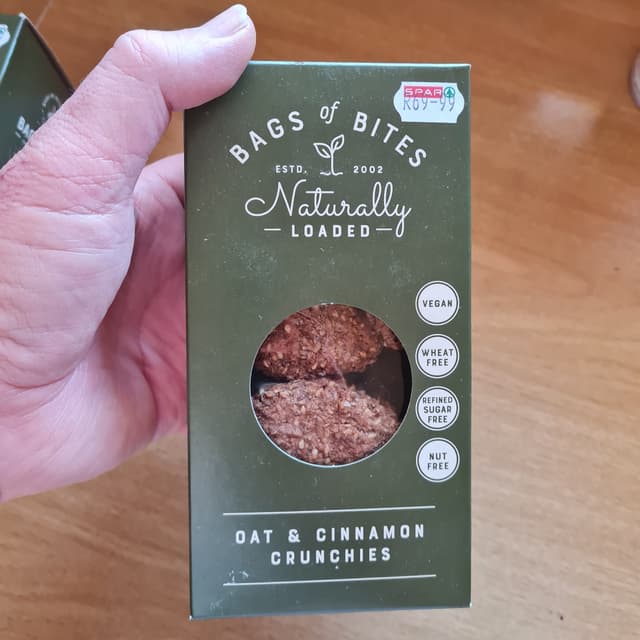 SPAR
R69-99
BAGS of BITES
ESTD. 2002
Naturally
LOADED
VEGAN
WHEAT
FREE
REFINED
SUGAR
FREE
NUT
FREE
OAT & CINNAMON
CRUNCHIES